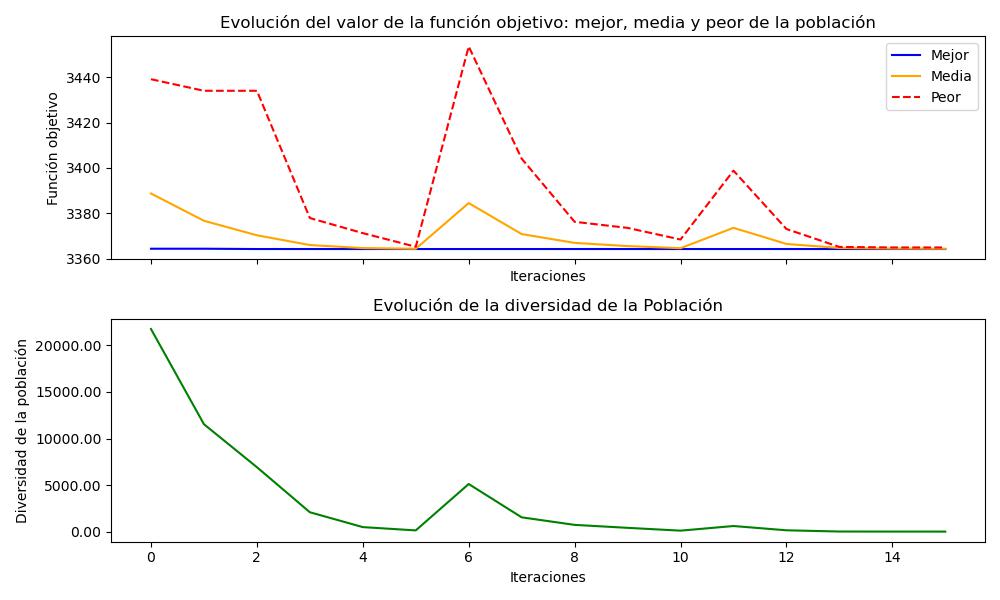 Evolución del valor de la función objetivo: mejor, media y peor de la población
Función objetivo
3440
3420
3400
3380
3360
Mejor
Media
Peor
Iteraciones
Evolución de la diversidad de la Población
Diversidad de la población
20000.00
15000.00
10000.00
5000.00
0.00
0 2 4 6 8 10 12 14
Iteraciones